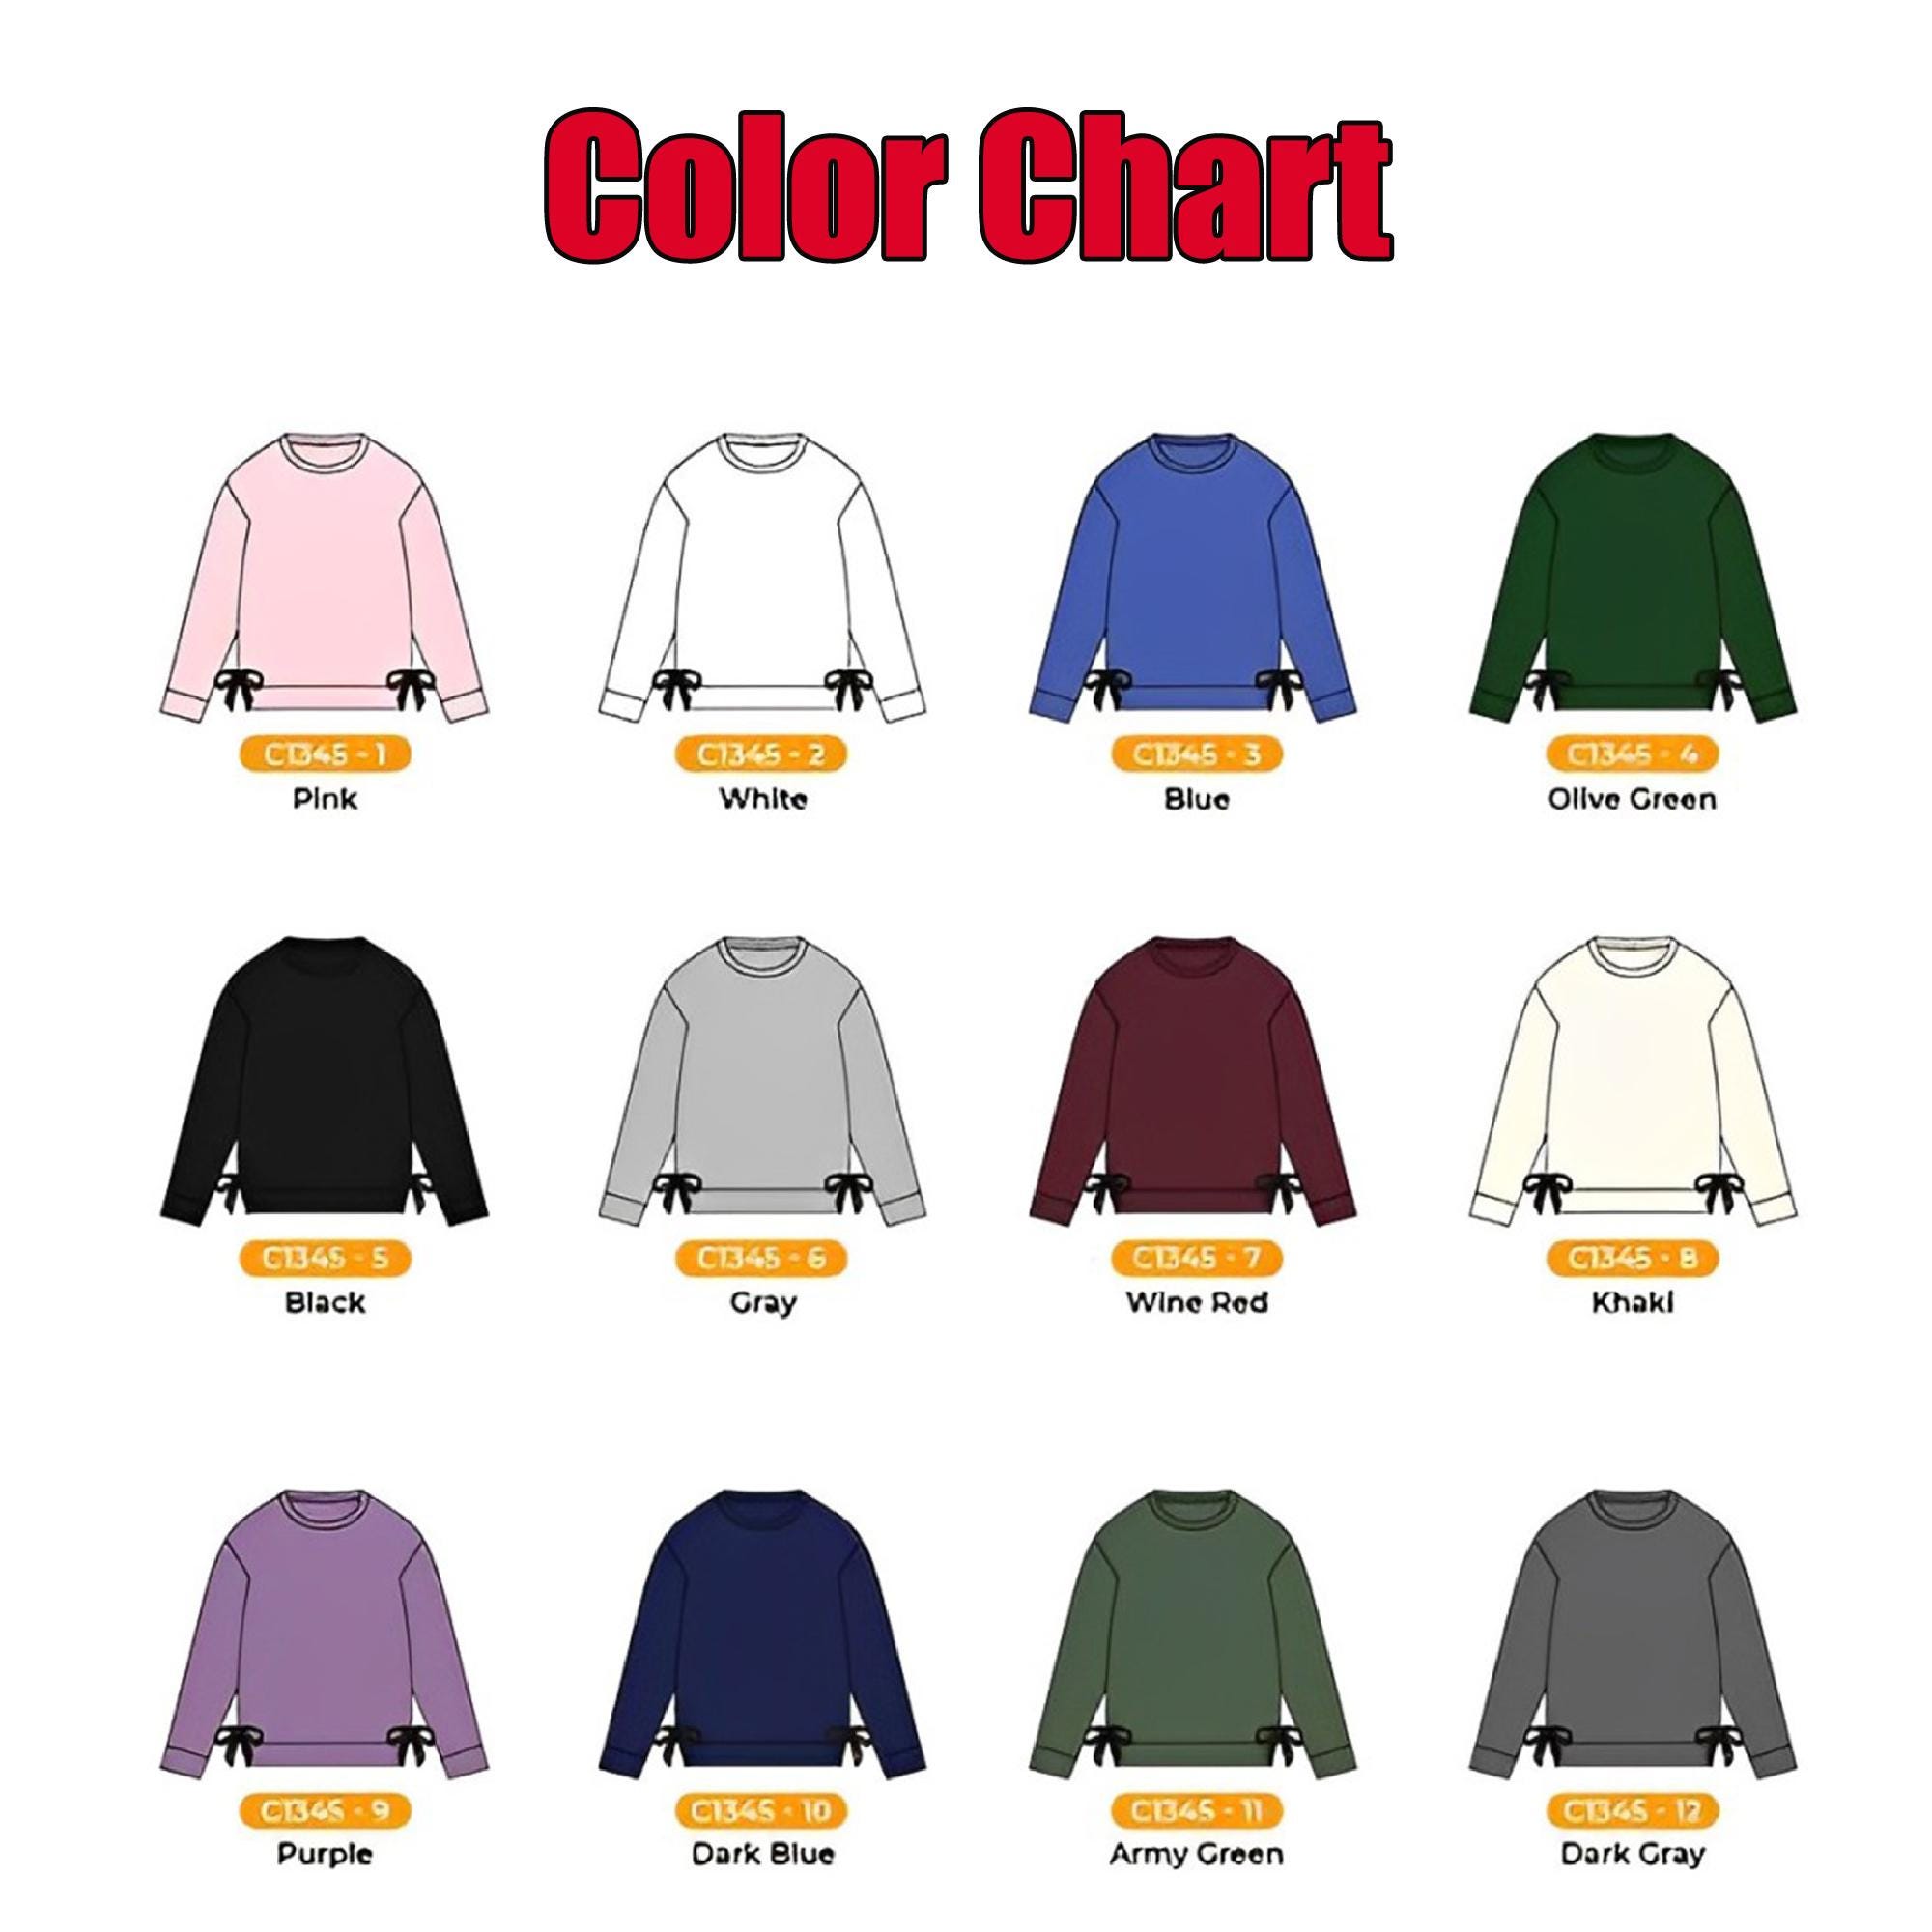 Color Chart
C1345 - 1
C1345 - 2
C1345 - 3
C1345 - 4
Pink
White
Blue
Olive Green
C1345 - 5
C1345 - 6
C1345 - 7
C1345 - 8
Black
Gray
Wine Red
Khaki
C1345 - 9
C1345 - 10
C1345 - 11
C1345 - 12
Purple
Dark Blue
Army Green
Dark Gray